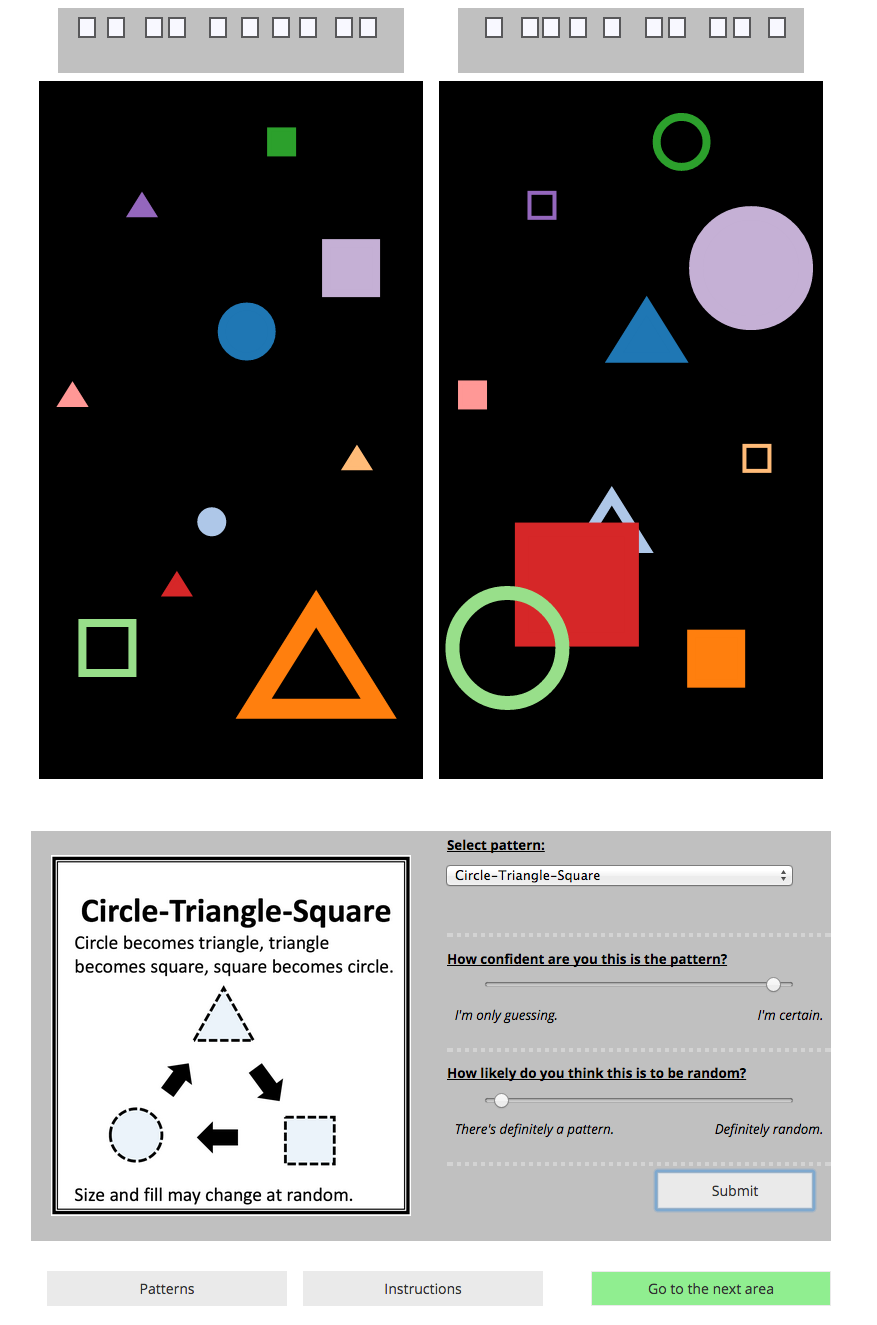 Select pattern:
Circle-Triangle-Square
Circle-Triangle-Square
Circle becomes triangle, triangle
becomes square, square becomes circle.
Size and fill may change at random.
How confident are you this is the pattern?
I'm only guessing.
I'm certain.
How likely do you think this is to be random?
There's definitely a pattern.
Definitely random.
Submit
Patterns
Instructions
Go to the next area